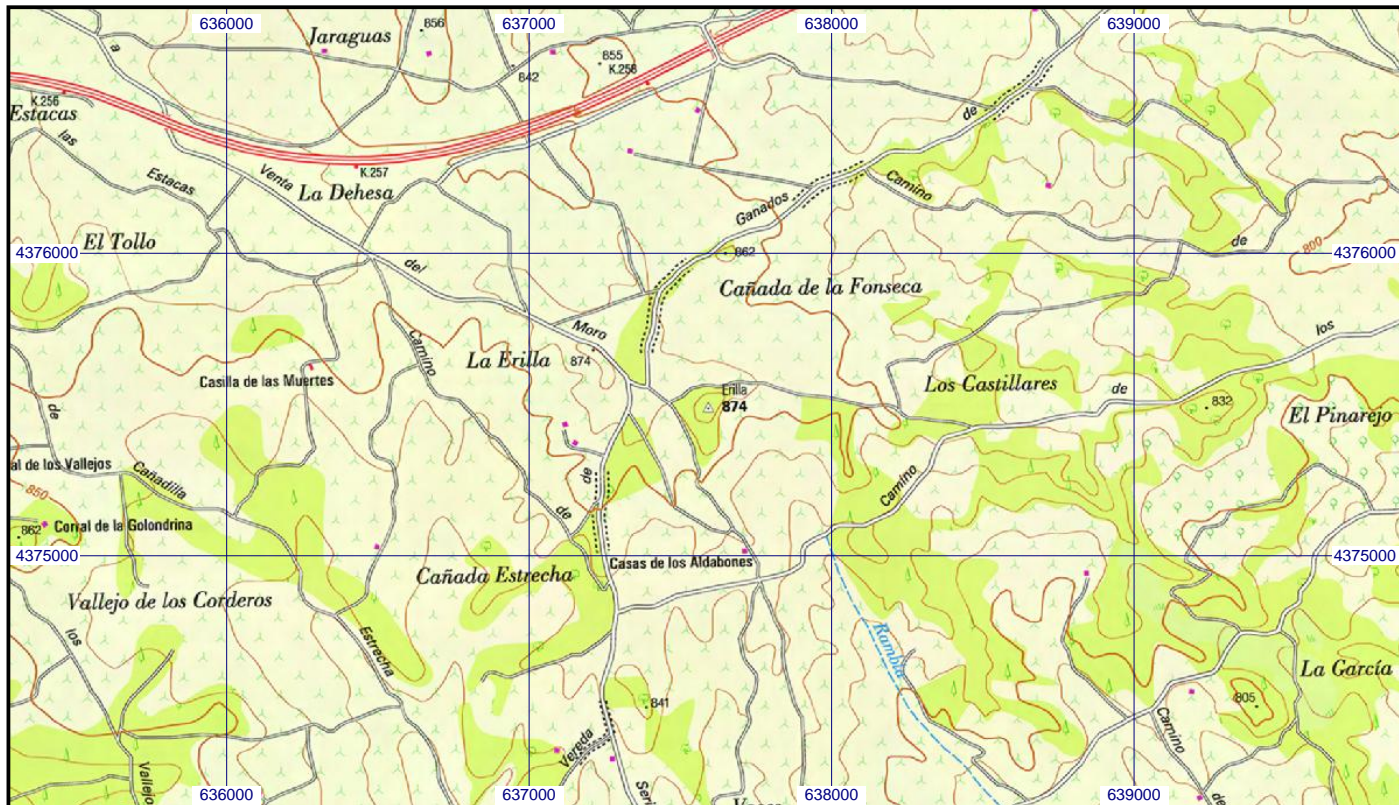 636000
637000
638000
639000
856
Jaraguas
a
855
K.258
842
K.256
Estacas
las
de
K.257
Venta
Estacas
La Dehesa
Camino
Ganados
El Tollo
de
800
4376000
862
4376000
del
Cañada de la Fonseca
Moro
los
La Erilla
874
Camino
Casilla de las Muertes
Erilla
874
Los Castillares
de
832
El Pinarejo
de
al de los Vallejos
Cañadilla
de
Camino
850
862
Corral de la Golondrina
de
4375000
4375000
Casas de los Aldabones
Cañada Estrecha
Vallejo de los Corderos
los
Estrecha
Rambla
La García
841
805
Camino
Vereda
Vallejo
Seri
de
636000
637000
638000
639000